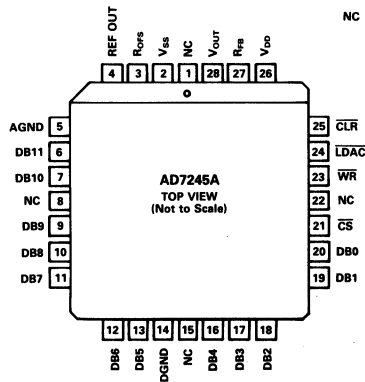 NC
REF OUT
ROFS
VSS
NC
VOUT
RFB
VDD
4
3
2
1
28
27
26
AGND 5
DB11 6
DB10 7
NC 8
DB9 9
DB8 10
DB7 11
AD7245A
TOP VIEW
(Not to Scale)
25 CLR
24 LDAC
23 WR
22 NC
21 CS
20 DB0
19 DB1
12
13
14
15
16
17
18
DB6
DB5
DGND
NC
DB4
DB3
DB2